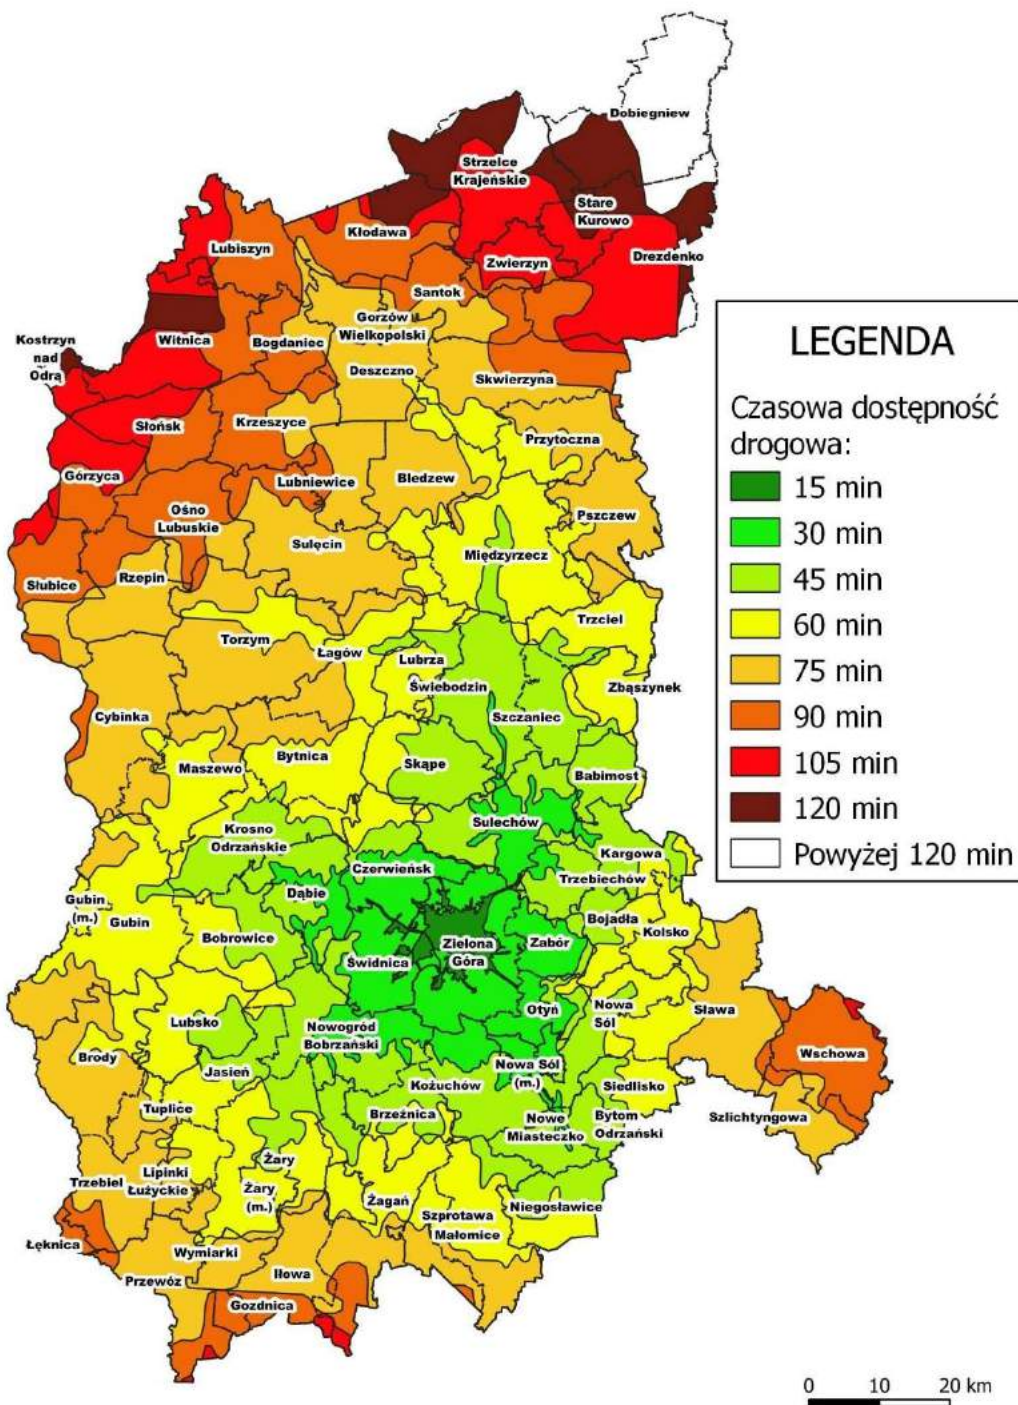 Dobiegniew
Strzelce
Krajeńskie
Stare
Kurowo
Kłodawa
Lubiszyn
Drezdenko
Zwierzyn
Santok
Gorzów
Wielkopolski
Kostrzyn
nad
Odrą
Witnica
Bogdaniec
Deszczno
Skwierzyna
Słońsk
Krzeszyce
Przytoczna
Górzyca
Lubniewice
Bledzew
Ośno
Lubuskie
Pszczew
Sulęcin
Międzyrzecz
Słubice
Rzepin
Trzciel
Torzym
Łagów
Lubrza
Świebodzin
Zbąszynek
Cybinka
Szczaniec
Maszewo
Bytnica
Skąpe
Babimost
Krosno
Odrzańskie
Sulechów
Kargowa
Czerwieńsk
Trzebiechów
Dąbie
Gubin
(m.)
Gubin
Bobrowice
Bojadła
Kolsko
Zielona
Góra
Zabór
Świdnica
Otyń
Nowa
Sól
Sława
Lubsko
Nowogród
Bobrzański
Wschowa
Brody
Jasień
Nowa Sól
(m.)
Kożuchów
Siedlisko
Tuplice
Brzeźnica
Nowe
Miasteczko
Bytom
Odrzański
Szlichtyngowa
Żary
Trzebiel
Lipinki
Łużyckie
Żary
(m.)
Żagań
Szprotawa
Małomice
Niegosławice
Łęknica
Wymiarki
Przewóz
Iłowa
Gozdnica
LEGENDA
Czasowa dostępność
drogowa:
15 min
30 min
45 min
60 min
75 min
90 min
105 min
120 min
Powyżej 120 min
0 10 20 km